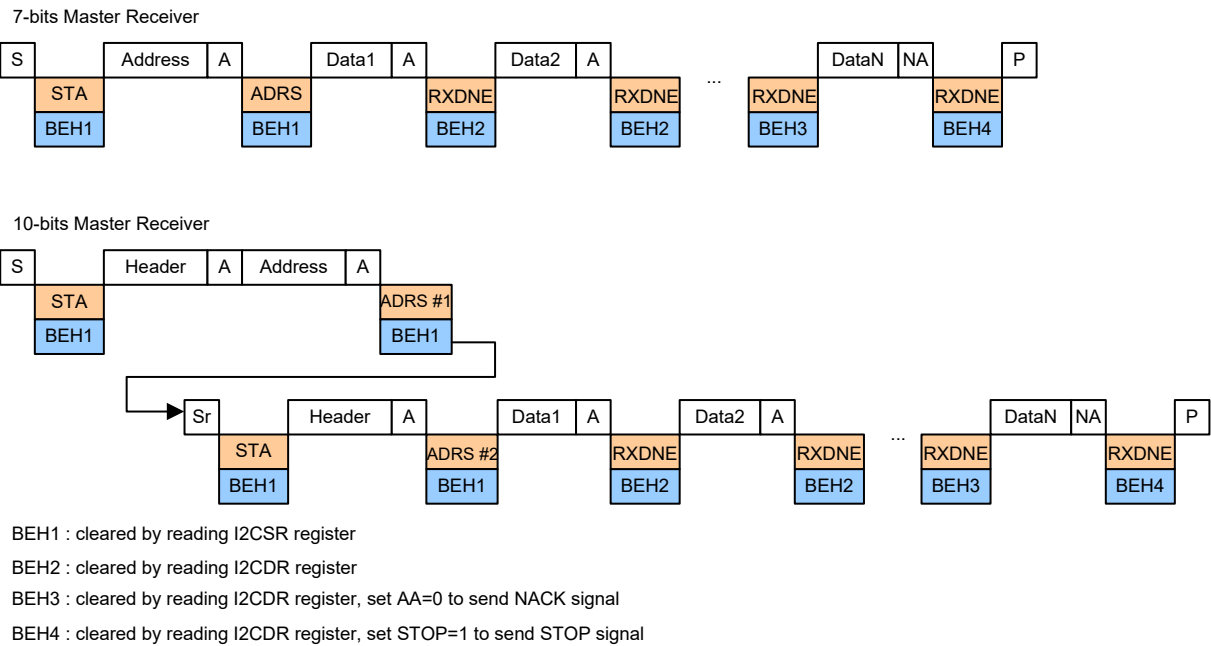 7-bits Master Receiver
S Address A Data1 A Data2 A DataN NA P
STA ADRS RXDNE RXDNE ... RXDNE RXDNE
BEH1 BEH1 BEH2 BEH2 BEH3 BEH4
10-bits Master Receiver
S Header A Address A
STA ADRS #1
BEH1 BEH1
Sr Header A Data1 A Data2 A DataN NA P
STA ADRS #2 RXDNE RXDNE ... RXDNE RXDNE
BEH1 BEH1 BEH2 BEH2 BEH3 BEH4
BEH1 : cleared by reading I2CSR register
BEH2 : cleared by reading I2CDR register
BEH3 : cleared by reading I2CDR register, set AA=0 to send NACK signal
BEH4 : cleared by reading I2CDR register, set STOP=1 to send STOP signal